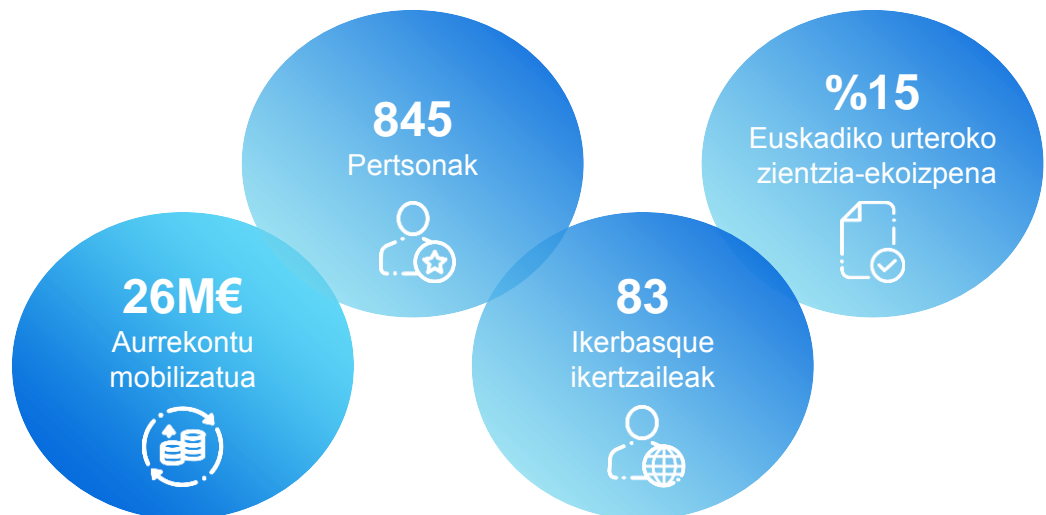 26M€
Aurrekontu
mobilizatua
845
Pertsonak
83
Ikerbasque
ikertzaileak
%15
Euskadiko urteroko
zientzia-ekoizpena